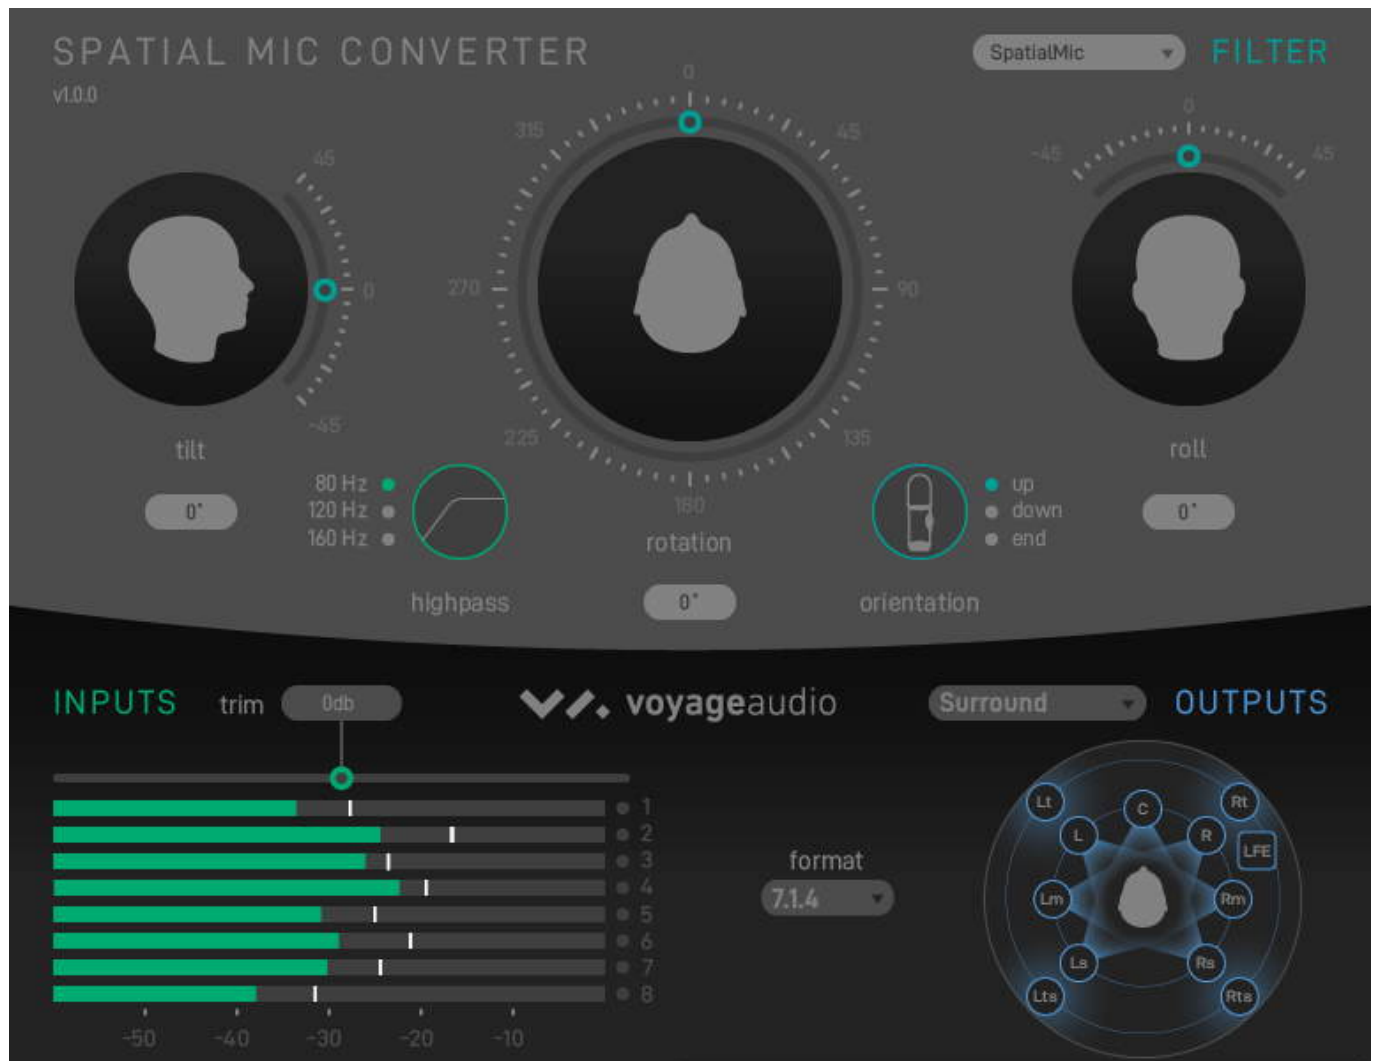 SPATIAL MIC CONVERTER
v1.0.0
SpatialMic
FILTER
45
0
-45
tilt
0°
0
45
90
135
180
225
270
315
rotation
0°
-45
0
45
roll
0°
80 Hz
120 Hz
160 Hz
highpass
up
down
end
orientation
INPUTS
trim
0db
voyageaudio
Surround
OUTPUTS
1
2
3
4
5
6
7
8
-50
-40
-30
-20
-10
format
7.1.4
Lt
C
Rt
L
R
LFE
Lm
Rm
Ls
Rs
Lts
Rts